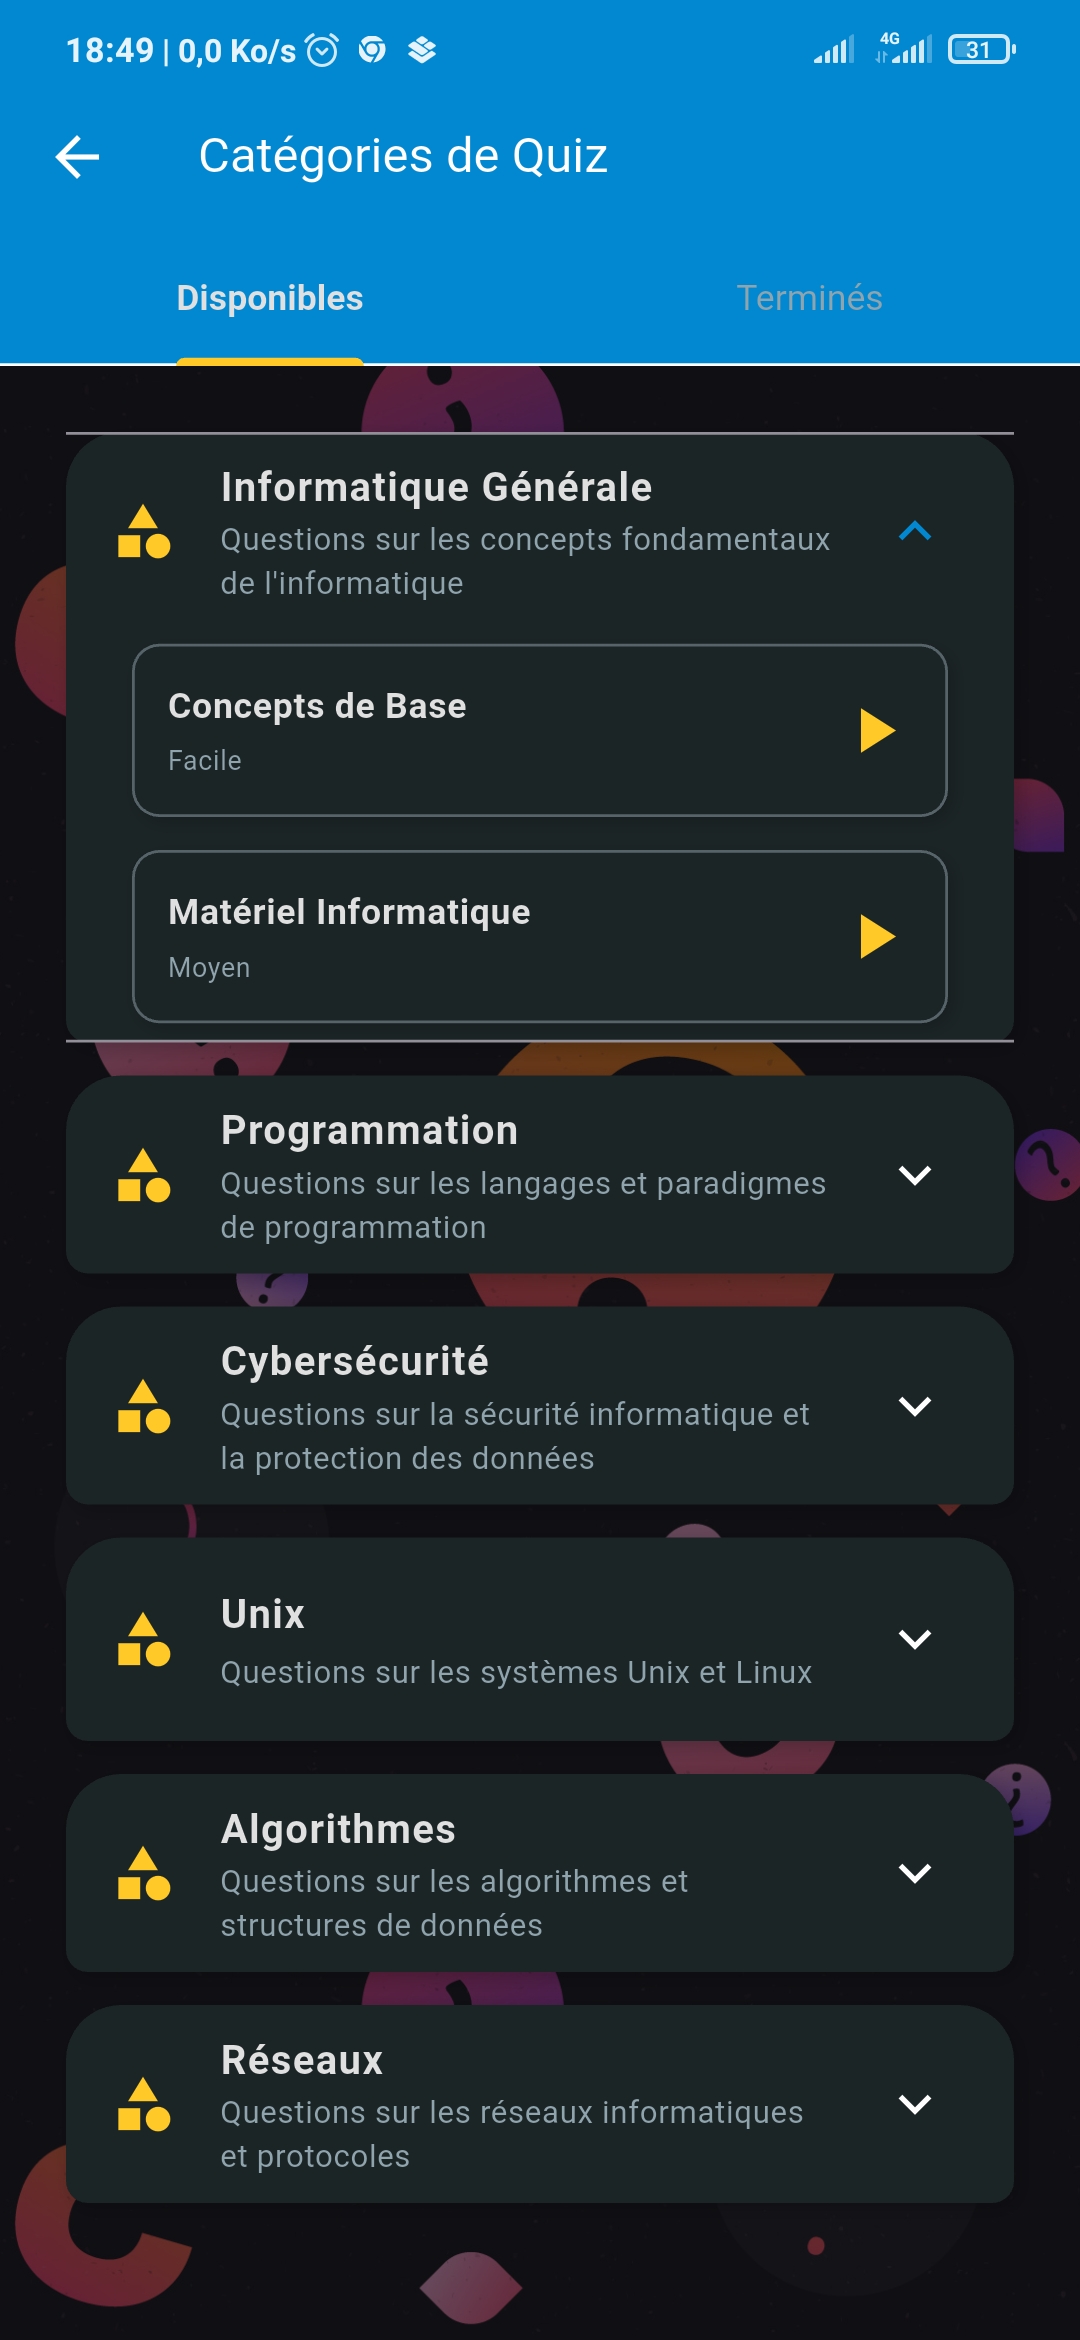 18:49 | 0,0 Ko/s
4G
31
Catégories de Quiz
Disponibles
Terminés
Informatique Générale
Questions sur les concepts fondamentaux
de l'informatique
Concepts de Base
Facile
Matériel Informatique
Moyen
Programmation
Questions sur les langages et paradigmes
de programmation
Cybersécurité
Questions sur la sécurité informatique et
la protection des données
Unix
Questions sur les systèmes Unix et Linux
Algorithmes
Questions sur les algorithmes et
structures de données
Réseaux
Questions sur les réseaux informatiques
et protocoles